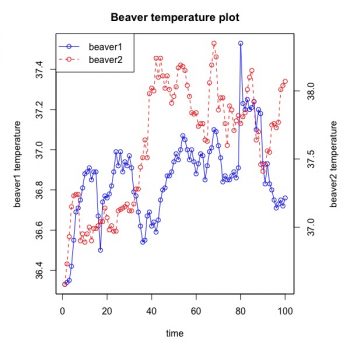 Beaver temperature plot
beaver1
beaver2
beaver1 temperature
37.4
37.2
37.0
36.8
36.6
36.4
38.0
37.5
37.0
beaver2 temperature
0 20 40 60 80 100
time